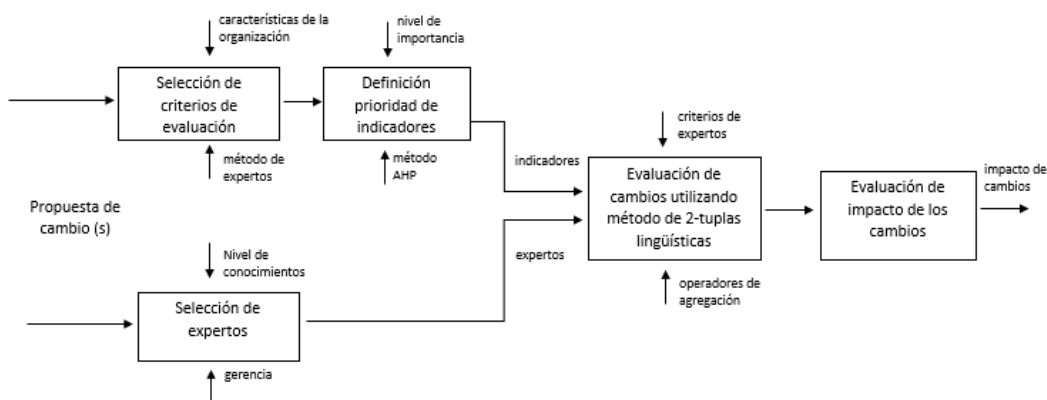 características de la
organización
nivel de
importancia
Selección de
criterios de
evaluación
Definición
prioridad de
indicadores
método de
expertos
método
AHP
criterios de
expertos
indicadores
Evaluación de
cambios utilizando
método de 2-tuplas
lingüísticas
Evaluación de
impacto de los
cambios
impacto de
cambios
Propuesta de
cambio (s)
Nivel de
conocimientos
expertos
operadores de
agregación
Selección de
expertos
gerencia